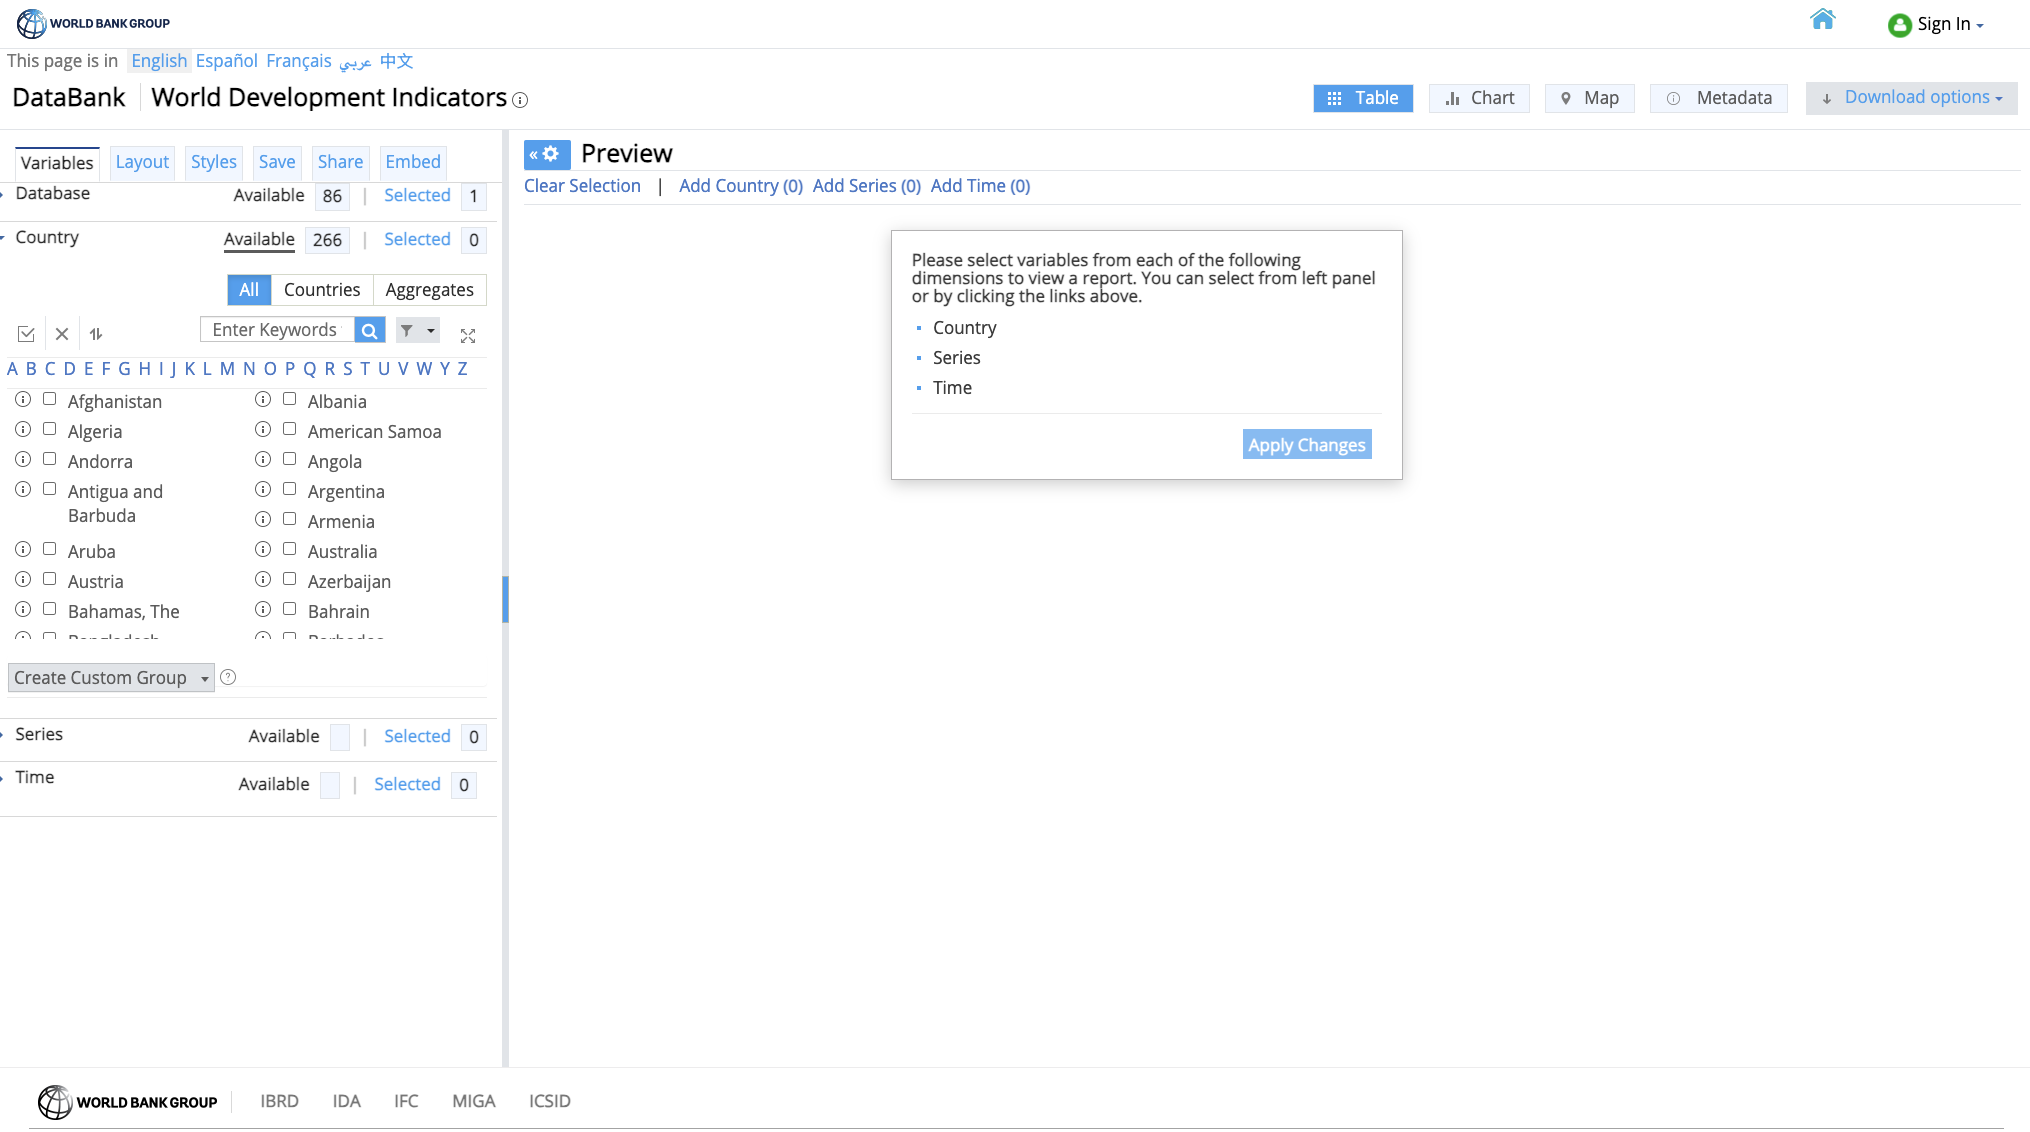 WORLD BANK GROUP
Sign In
This page is in English Español Français عربي 中文
DataBank World Development Indicators
Table Chart Map Metadata Download options
Variables Layout Styles Save Share Embed
Database Available 86 | Selected 1
Country Available 266 | Selected 0
All Countries Aggregates
Enter Keywords
A B C D E F G H I J K L M N O P Q R S T U V W Y Z
Afghanistan Albania
Algeria American Samoa
Andorra Angola
Antigua and Barbuda Argentina
Armenia
Aruba Australia
Austria Azerbaijan
Bahamas, The Bahrain
Bangladesh Barbados
Create Custom Group
Series Available | Selected 0
Time Available | Selected 0
« Preview
Clear Selection | Add Country (0) Add Series (0) Add Time (0)
Please select variables from each of the following
dimensions to view a report. You can select from left panel
or by clicking the links above.
Country
Series
Time
Apply Changes
WORLD BANK GROUP IBRD IDA IFC MIGA ICSID